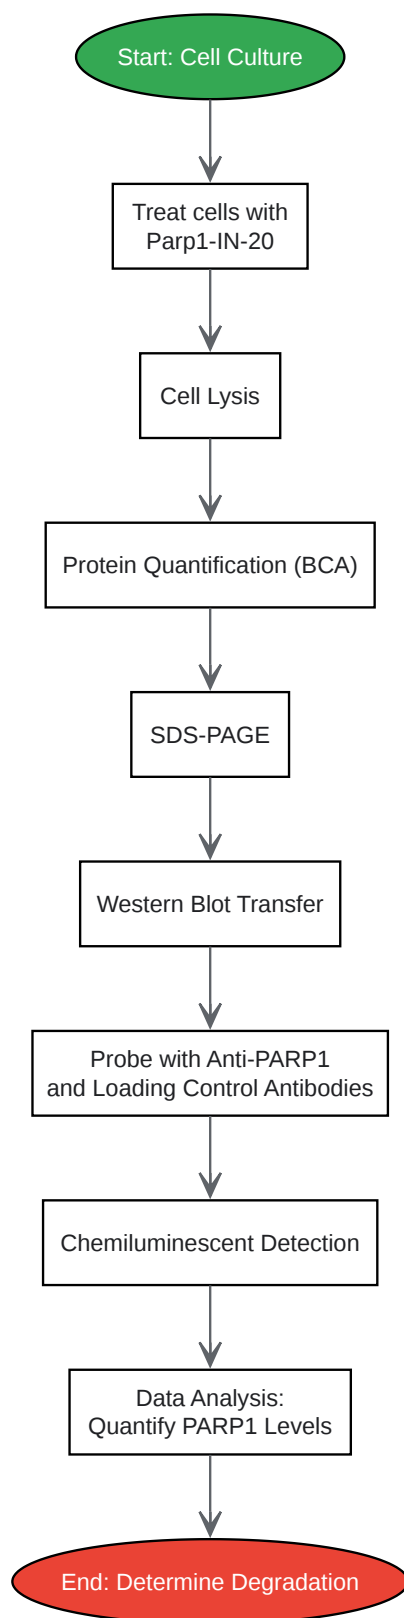 Start: Cell Culture
Treat cells with
Parp1-IN-20
Cell Lysis
Protein Quantification (BCA)
SDS-PAGE
Western Blot Transfer
Probe with Anti-PARP1
and Loading Control Antibodies
Chemiluminescent Detection
Data Analysis:
Quantify PARP1 Levels
End: Determine Degradation